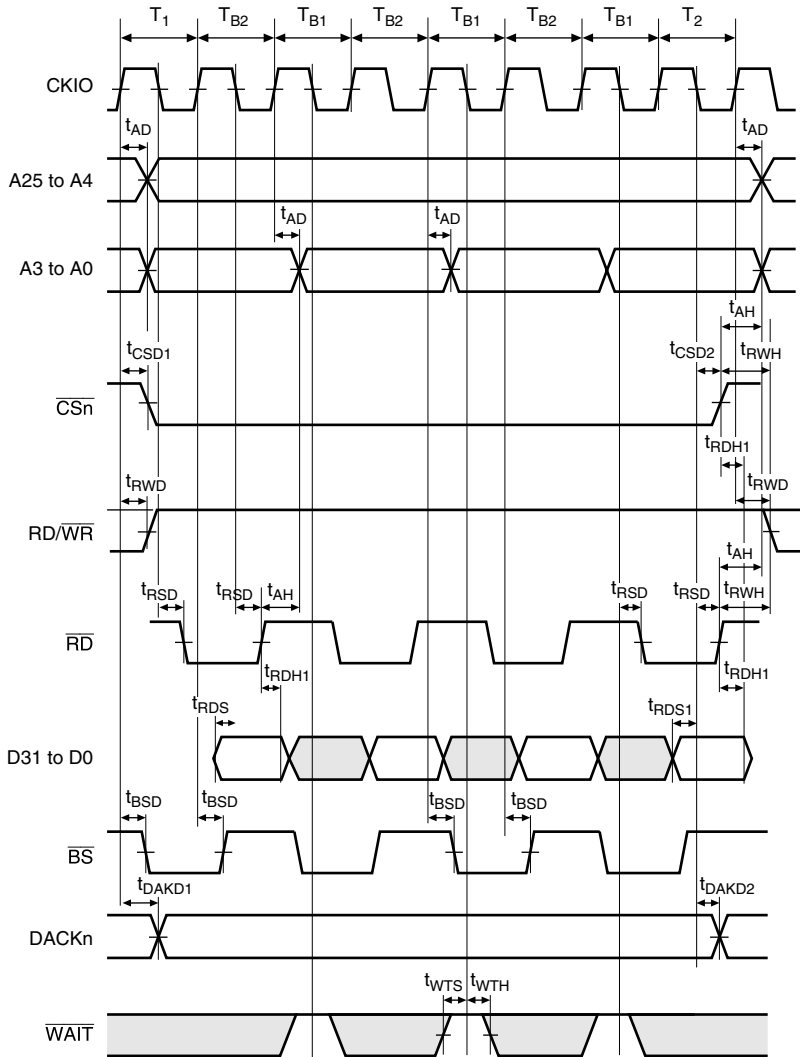 T1 TB2 TB1 TB2 TB1 TB2 TB1 T2
CKIO
tAD tAD
A25 to A4
tAD tAD
A3 to A0
tAH
tCSD1 tCSD2 tRWH
CSn
tRDH1
tRWD tRWD
RD/WR
tAH
tRSD tRSD tAH tRSD tRSD tRWH
RD
tRDH1 tRDH1
tRDS tRDS1
D31 to D0
tBSD tBSD tBSD tBSD
BS
tDAKD1 tDAKD2
DACKn
tWTS tWTH
WAIT